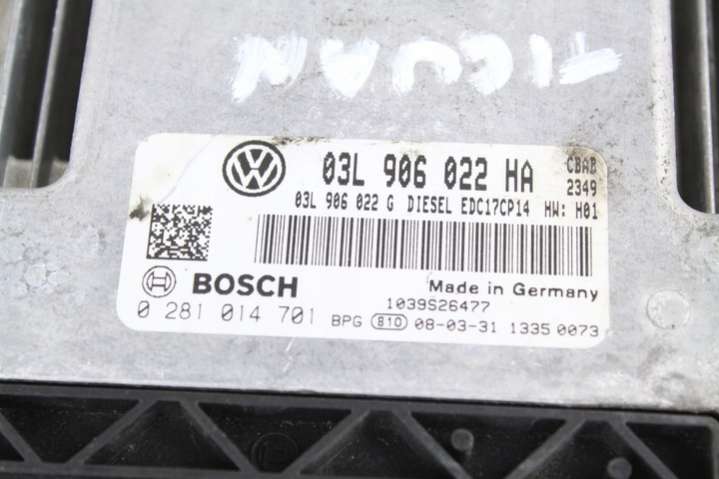 TIGUAN
03L 906 022 HA CBAB
03L 906 022 G DIESEL EDC17CP14 HW: H01 2349
BOSCH Made in Germany
1039S26477
0 281 014 701 BPG 810 08-03-31 1335 0073